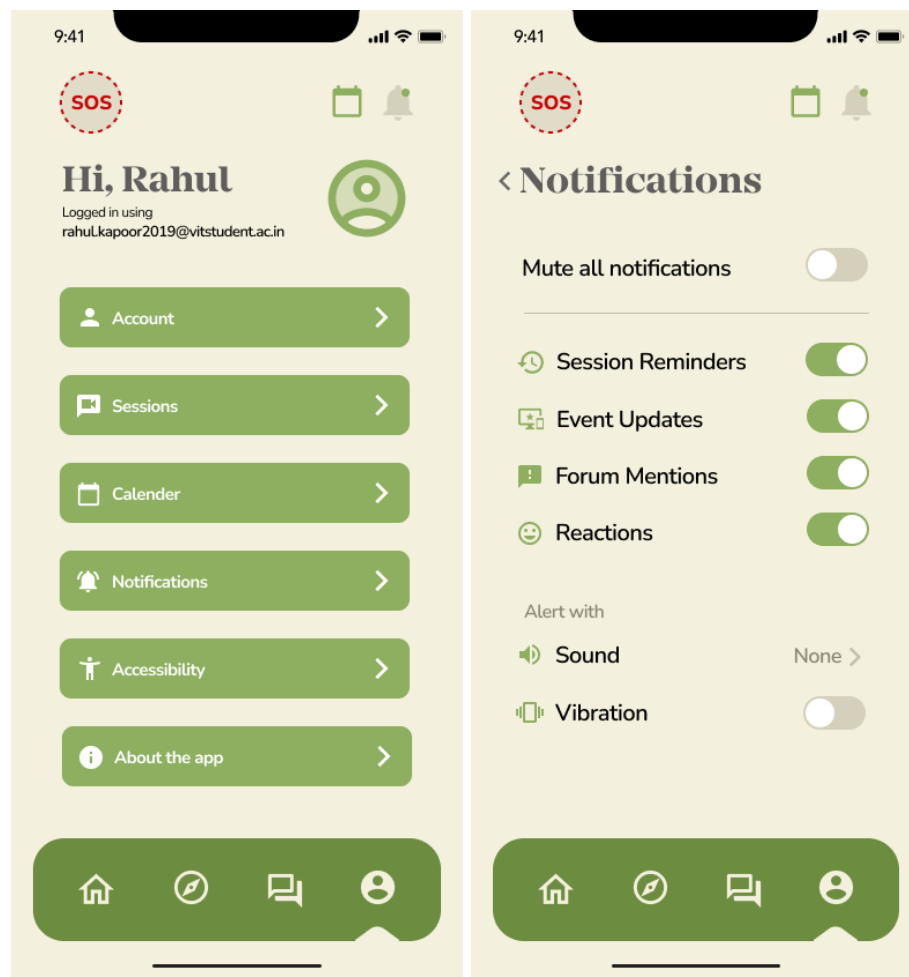 9:41
SOS
Hi, Rahul
Logged in using
rahul.kapoor2019@vitstudent.ac.in
Account
Sessions
Calender
Notifications
Accessibility
About the app
9:41
SOS
Notifications
Mute all notifications
Session Reminders
Event Updates
Forum Mentions
Reactions
Alert with
Sound None
Vibration